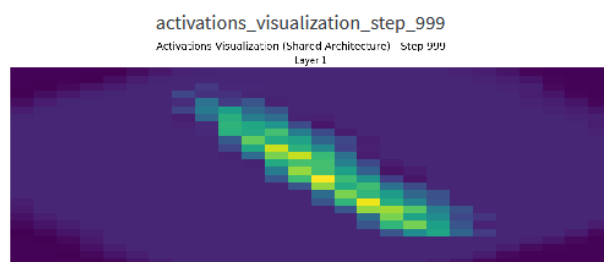 activations_visualization_step_999
Activations Visualization (Shared Architecture) Step 999
Layer 1